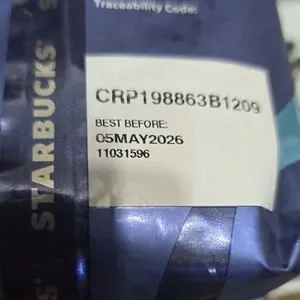 Traceability Code:
CRP198863B1209
BEST BEFORE:
05MAY2026
11031596
STARBUCKS